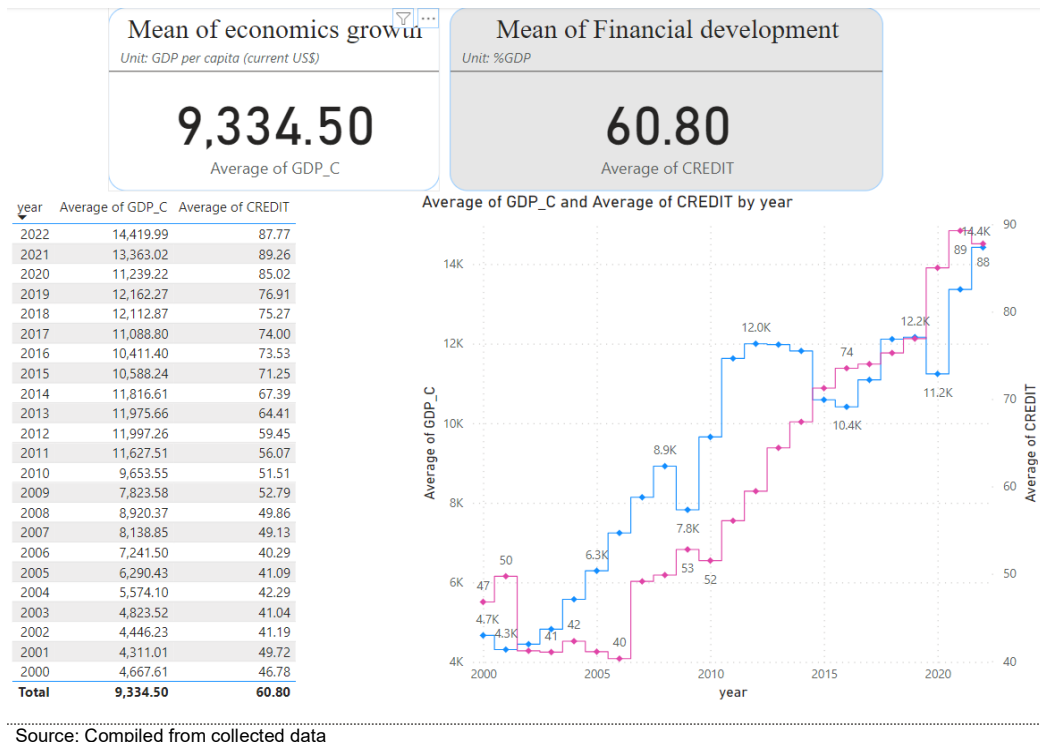 Mean of economics growth
Unit: GDP per capita (current US$)
9,334.50
Average of GDP_C
Mean of Financial development
Unit: %GDP
60.80
Average of CREDIT
year Average of GDP_C Average of CREDIT
2022 14,419.99 87.77
2021 13,363.02 89.26
2020 11,239.22 85.02
2019 12,162.27 76.91
2018 12,112.87 75.27
2017 11,088.80 74.00
2016 10,411.40 73.53
2015 10,588.24 71.25
2014 11,816.61 67.39
2013 11,975.66 64.41
2012 11,997.26 59.45
2011 11,627.51 56.07
2010 9,653.55 51.51
2009 7,823.58 52.79
2008 8,920.37 49.86
2007 8,138.85 49.13
2006 7,241.50 40.29
2005 6,290.43 41.09
2004 5,574.10 42.29
2003 4,823.52 41.04
2002 4,446.23 41.19
2001 4,311.01 49.72
2000 4,667.61 46.78
Total 9,334.50 60.80
Average of GDP_C and Average of CREDIT by year
Average of GDP_C
14K
12K
10K
8K
6K
4K
47
50
4.7K
4.3K
41
42
6.3K
40
8.9K
7.8K
53
52
12.0K
74
10.4K
12.2K
11.2K
14.4K
89
88
90
80
70
60
50
40
Average of CREDIT
2000 2005 2010 2015 2020
year
Source: Compiled from collected data